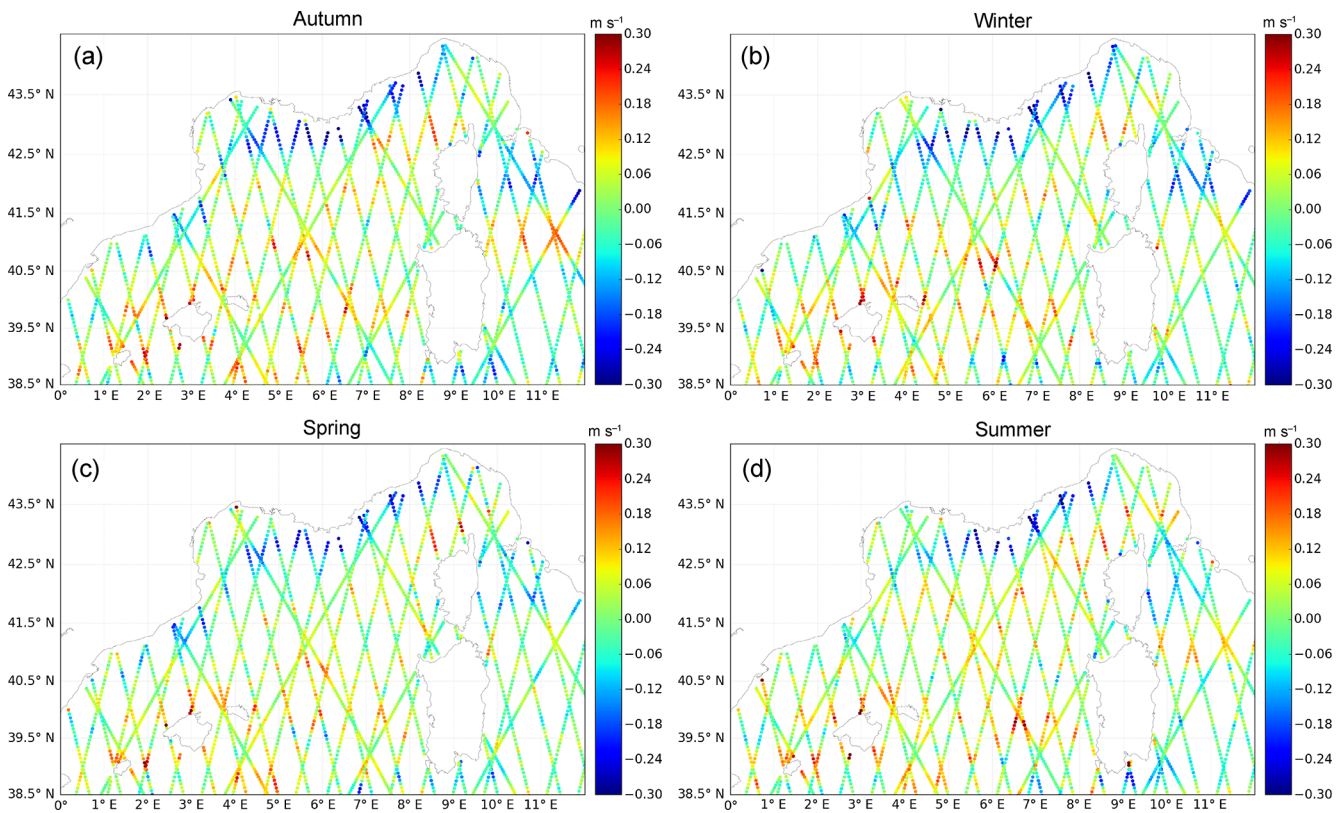 Autumn
(a)
m s⁻¹
43.5° N
42.5° N
41.5° N
40.5° N
39.5° N
38.5° N
0° 1° E 2° E 3° E 4° E 5° E 6° E 7° E 8° E 9° E 10° E 11° E
0.30
0.24
0.18
0.12
0.06
0.00
−0.06
−0.12
−0.18
−0.24
−0.30
Winter
(b)
m s⁻¹
43.5° N
42.5° N
41.5° N
40.5° N
39.5° N
38.5° N
0° 1° E 2° E 3° E 4° E 5° E 6° E 7° E 8° E 9° E 10° E 11° E
0.30
0.24
0.18
0.12
0.06
0.00
−0.06
−0.12
−0.18
−0.24
−0.30
Spring
(c)
m s⁻¹
43.5° N
42.5° N
41.5° N
40.5° N
39.5° N
38.5° N
0° 1° E 2° E 3° E 4° E 5° E 6° E 7° E 8° E 9° E 10° E 11° E
0.30
0.24
0.18
0.12
0.06
0.00
−0.06
−0.12
−0.18
−0.24
−0.30
Summer
(d)
m s⁻¹
43.5° N
42.5° N
41.5° N
40.5° N
39.5° N
38.5° N
0° 1° E 2° E 3° E 4° E 5° E 6° E 7° E 8° E 9° E 10° E 11° E
0.30
0.24
0.18
0.12
0.06
0.00
−0.06
−0.12
−0.18
−0.24
−0.30